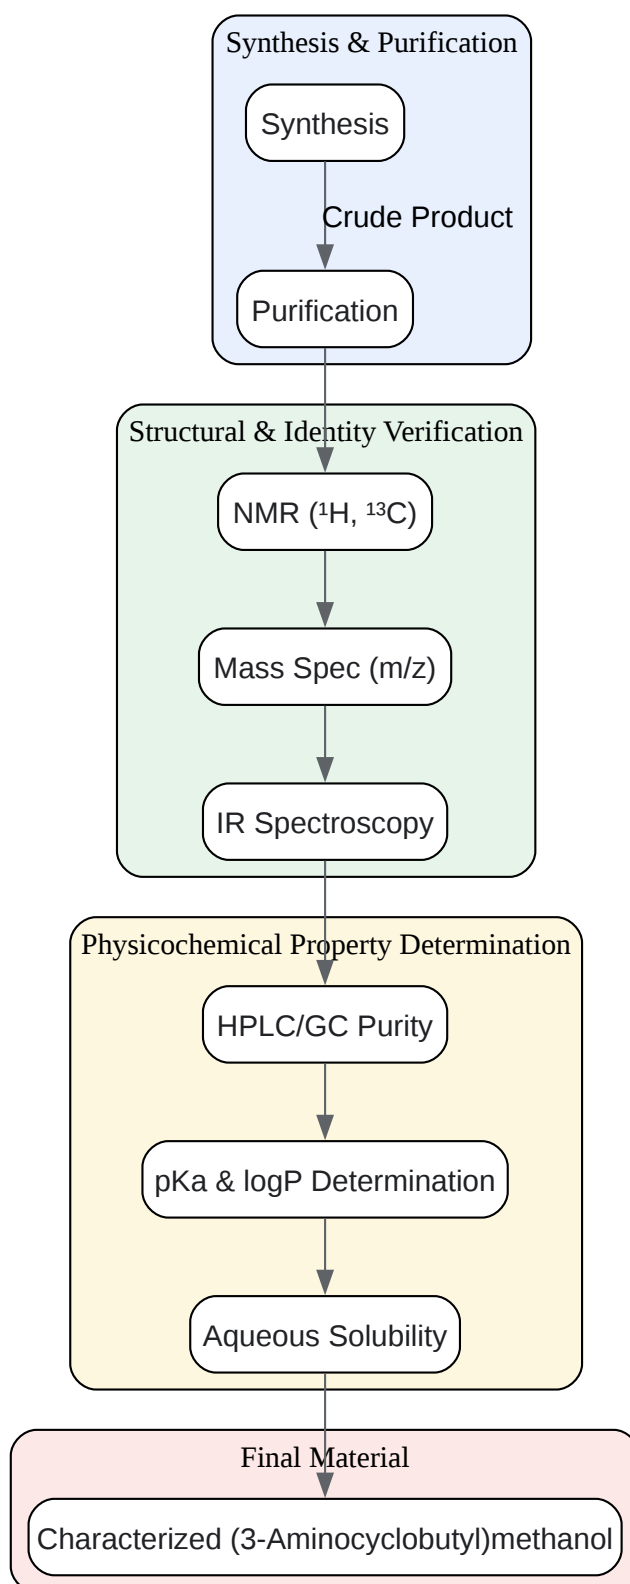 Synthesis & Purification
Synthesis
Crude Product
Purification
Structural & Identity Verification
NMR (¹H, ¹³C)
Mass Spec (m/z)
IR Spectroscopy
Physicochemical Property Determination
HPLC/GC Purity
pKa & logP Determination
Aqueous Solubility
Final Material
Characterized (3-Aminocyclobutyl)methanol